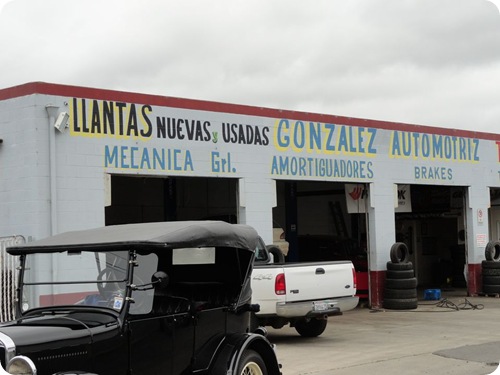 LLANTAS NUEVAS y USADAS GONZALEZ AUTOMOTRIZ
MECANICA Grl. AMORTIGUADORES BRAKES